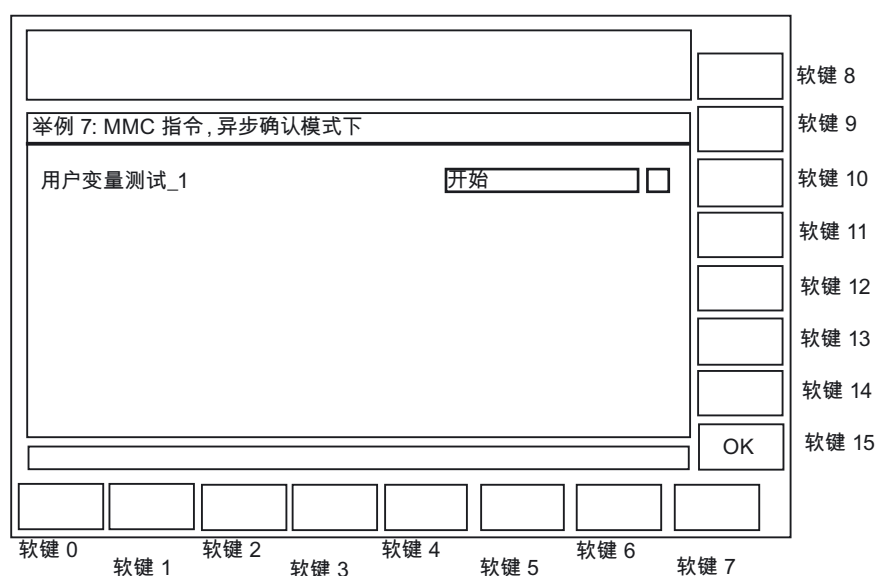 软键 8
举例 7: MMC 指令, 异步确认模式下
软键 9
用户变量测试_1
开始
软键 10
软键 11
软键 12
软键 13
软键 14
OK
软键 15
软键 0
软键 1
软键 2
软键 3
软键 4
软键 5
软键 6
软键 7